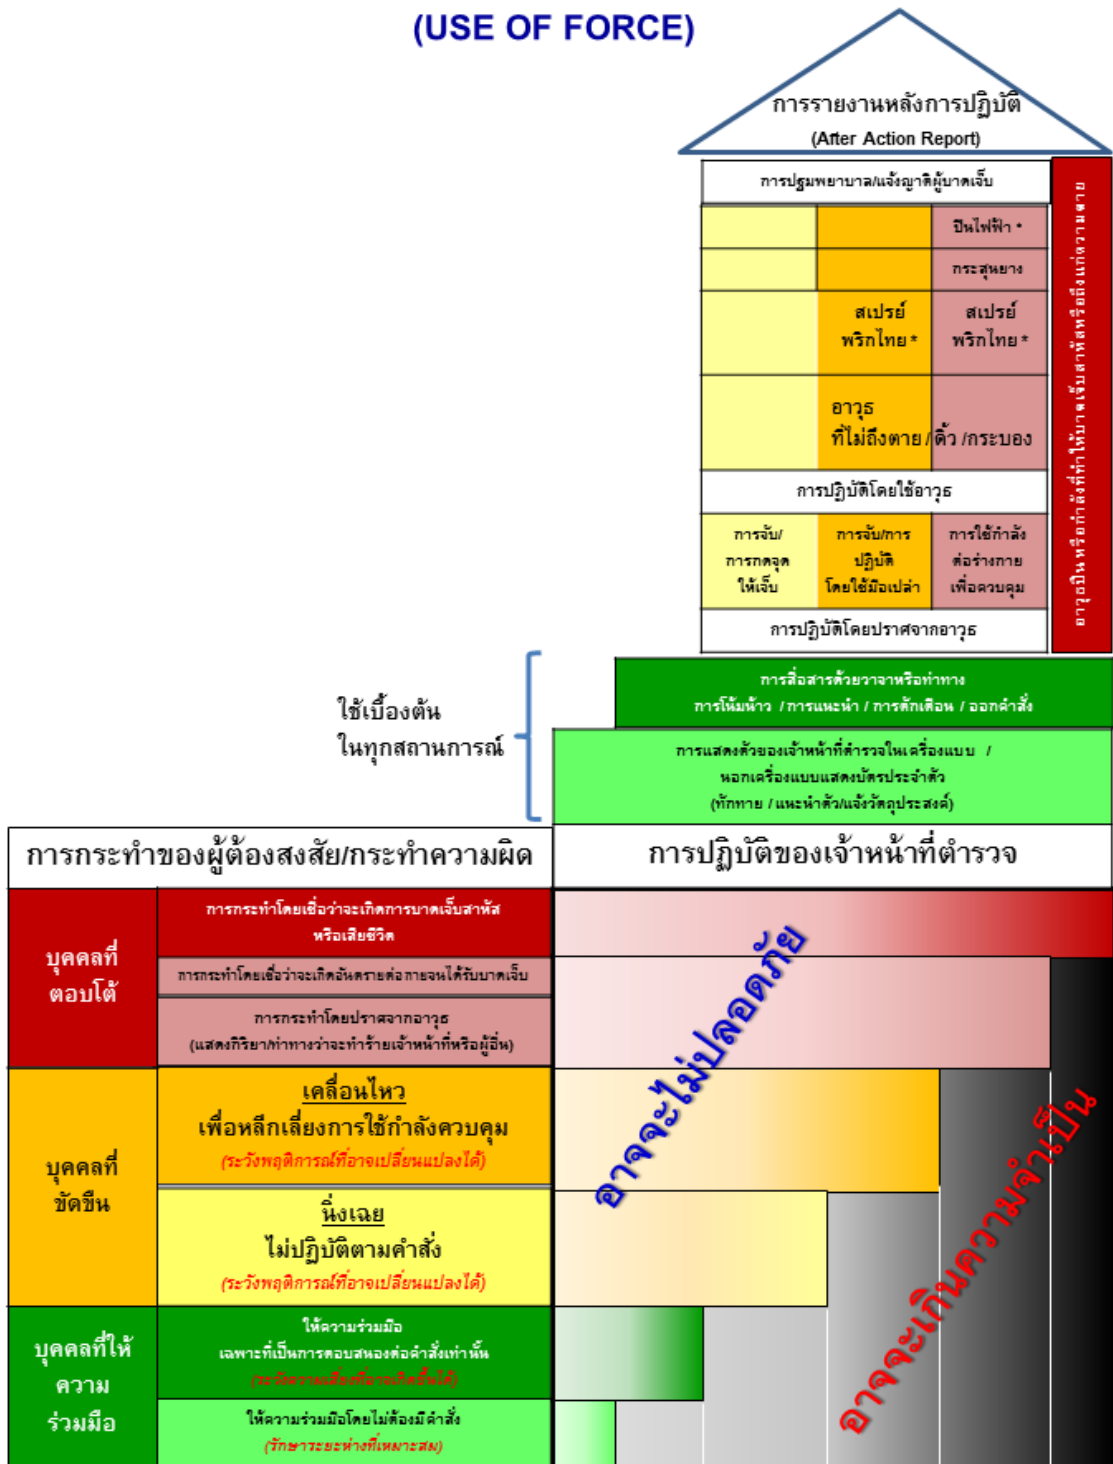 (USE OF FORCE)
การรายงานหลังการปฏิบัติ
(After Action Report)
การปฐมพยาบาล/แจ้งญาติผู้บาดเจ็บ
ปืนไฟฟ้า *
กระสุนยาง
สเปรย์
พริกไทย *
สเปรย์
พริกไทย *
อาวุธ
ที่ไม่ถึงตาย / ดิ้ว /กระบอง
การปฏิบัติโดยใช้อาวุธ
การจับ/
การกดจุด
ให้เจ็บ
การจับ/การ
ปฏิบัติ
โดยใช้มือเปล่า
การใช้กำลัง
ต่อร่างกาย
เพื่อควบคุม
การปฏิบัติโดยปราศจากอาวุธ
อาวุธปืนหรือกำลังที่ทำให้บาดเจ็บสาหัสหรือถึงแก่ความตาย
ใช้เบื้องต้น
ในทุกสถานการณ์
การสื่อสารด้วยวาจาหรือท่าทาง
การโน้มน้าว / การแนะนำ / การตักเตือน / ออกคำสั่ง
การแสดงตัวของเจ้าหน้าที่ตำรวจในเครื่องแบบ /
นอกเครื่องแบบแสดงบัตรประจำตัว
(ทักทาย / แนะนำตัว/แจ้งวัตถุประสงค์)
การกระทำของผู้ต้องสงสัย/กระทำความผิด
การปฏิบัติของเจ้าหน้าที่ตำรวจ
บุคคลที่
ตอบโต้
การกระทำโดยเชื่อว่าจะเกิดการบาดเจ็บสาหัส
หรือเสียชีวิต
การกระทำโดยเชื่อว่าจะเกิดอันตรายต่อกายจนได้รับบาดเจ็บ
การกระทำโดยปราศจากอาวุธ
(แสดงกิริยา/ท่าทางว่าจะทำร้ายเจ้าหน้าที่หรือผู้อื่น)
บุคคลที่
ขัดขืน
เคลื่อนไหว
เพื่อหลีกเลี่ยงการใช้กำลังควบคุม
(ระวังพฤติการณ์ที่อาจเปลี่ยนแปลงได้)
นิ่งเฉย
ไม่ปฏิบัติตามคำสั่ง
(ระวังพฤติการณ์ที่อาจเปลี่ยนแปลงได้)
บุคคลที่ให้
ความ
ร่วมมือ
ให้ความร่วมมือ
เฉพาะที่เป็นการตอบสนองต่อคำสั่งเท่านั้น
(ระวังความเสี่ยงที่อาจเกิดขึ้นได้)
ให้ความร่วมมือโดยไม่ต้องมีคำสั่ง
(รักษาระยะห่างที่เหมาะสม)
อาจจะไม่ปลอดภัย
อาจจะเกินความจำเป็น